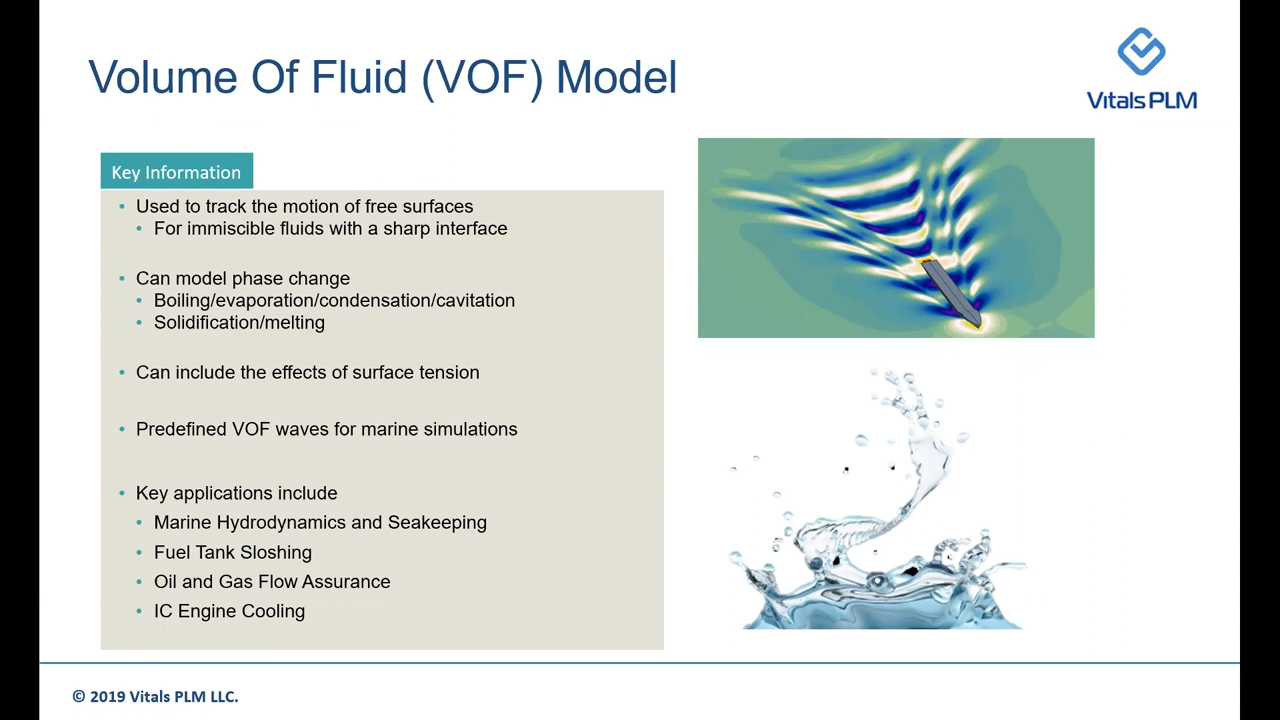 Volume Of Fluid (VOF) Model
Vitals PLM
Key Information
• Used to track the motion of free surfaces
• For immiscible fluids with a sharp interface
• Can model phase change
• Boiling/evaporation/condensation/cavitation
• Solidification/melting
• Can include the effects of surface tension
• Predefined VOF waves for marine simulations
• Key applications include
• Marine Hydrodynamics and Seakeeping
• Fuel Tank Sloshing
• Oil and Gas Flow Assurance
• IC Engine Cooling
© 2019 Vitals PLM LLC.